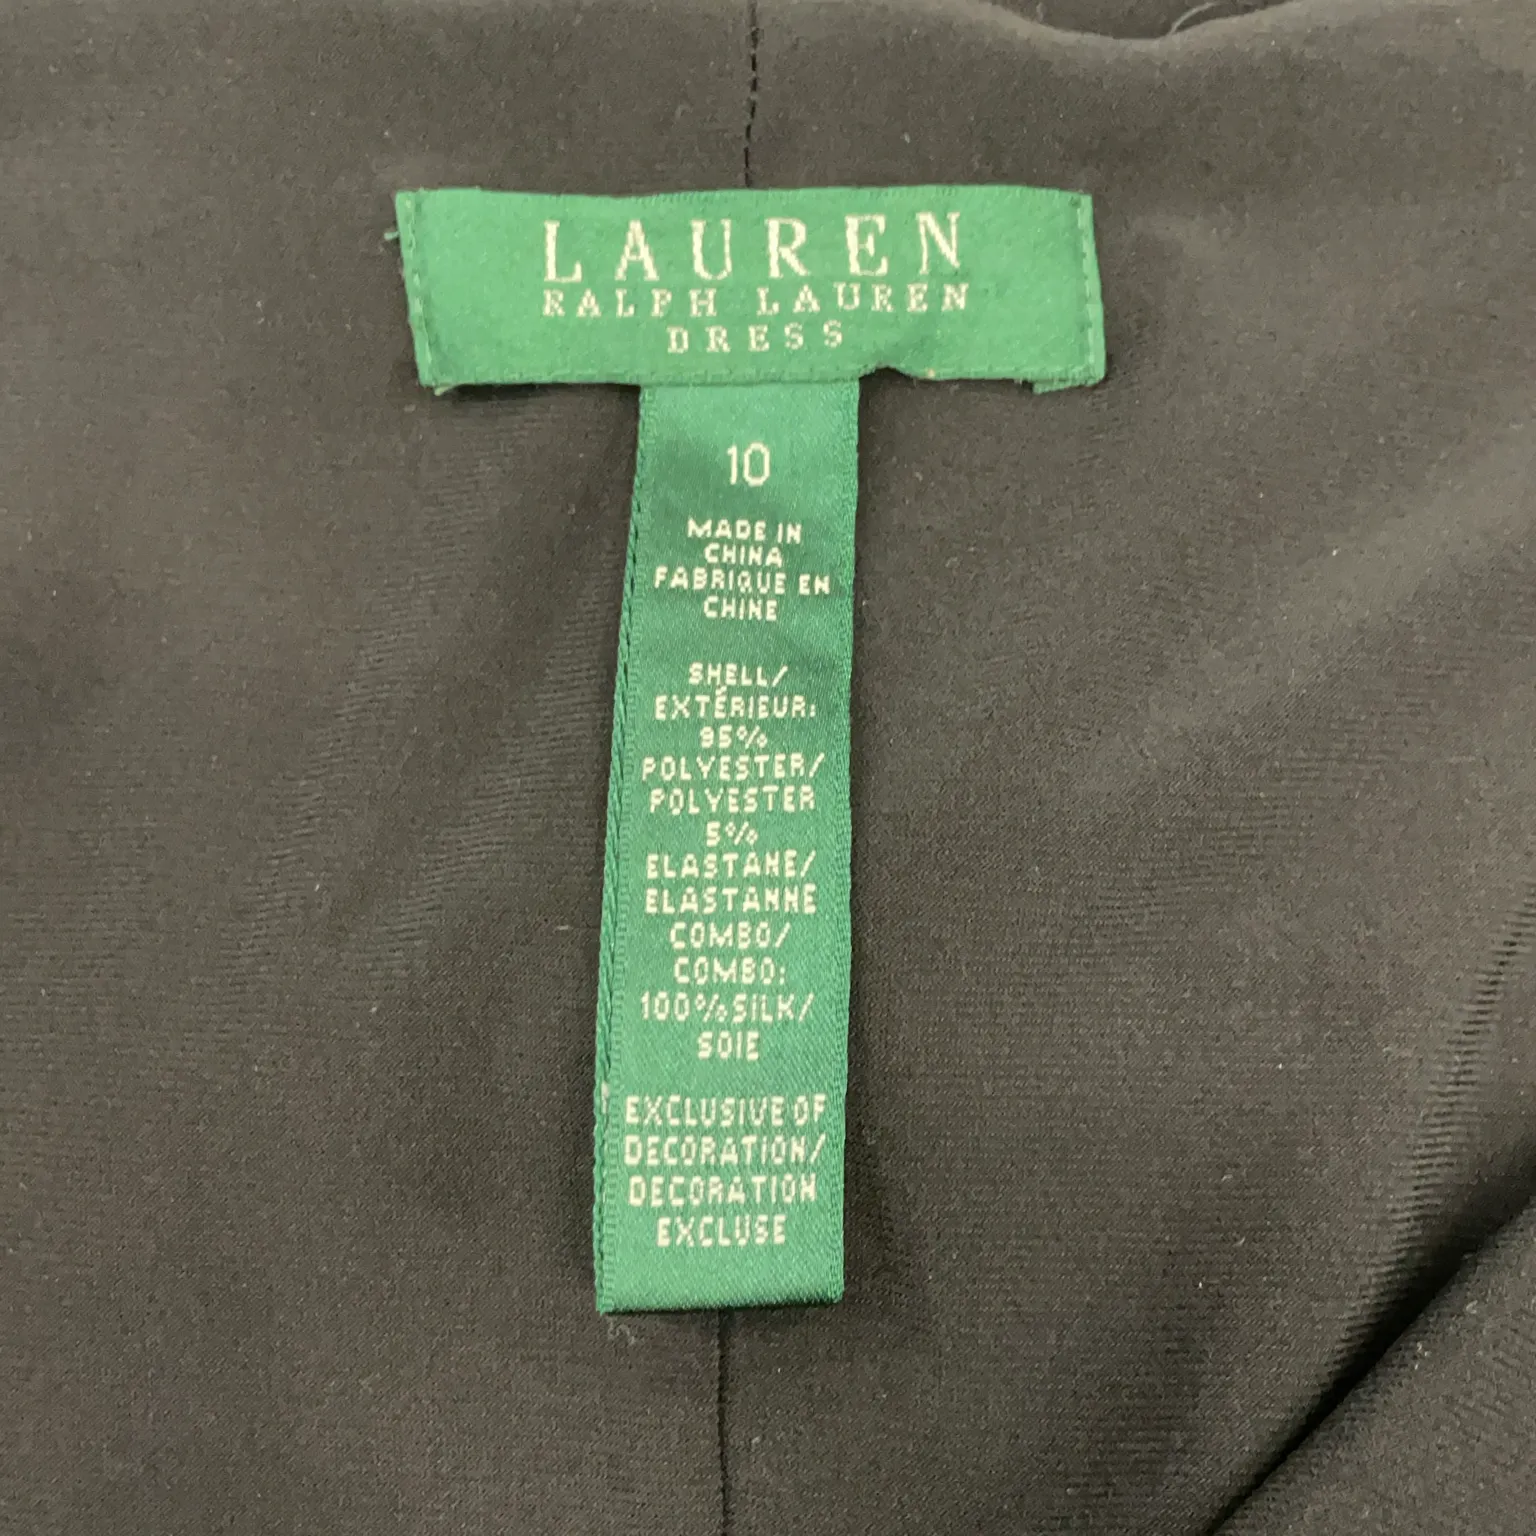 LAUREN
RALPH LAUREN
DRESS
10
MADE IN
CHINA
FABRIQUE EN
CHINE
SHELL/
EXTÉRIEUR:
95%
POLYESTER/
POLYESTER
5%
ELASTANE/
ELASTANNE
COMBO/
COMBO:
100%SILK/
SOIE
EXCLUSIVE OF
DECORATION/
DECORATION
EXCLUSE